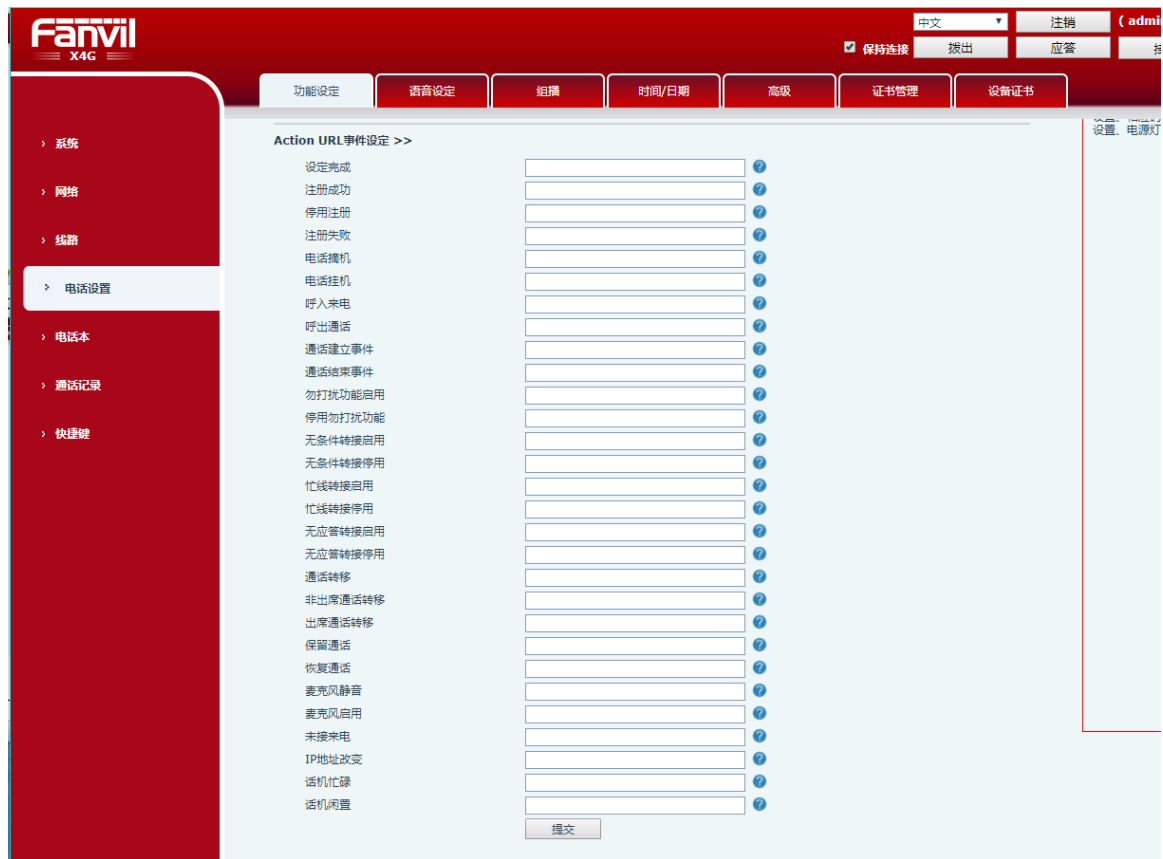 Fanvil
X4G
中文
注销
( admin
保持连接
拨出
应答
功能设定
语音设定
组播
时间/日期
高级
证书管理
设备证书
设置、电源灯
› 系统
› 网络
› 线路
› 电话设置
› 电话本
› 通话记录
› 快捷键
Action URL事件设定 >>
设定完成
注册成功
停用注册
注册失败
电话摘机
电话挂机
呼入来电
呼出通话
通话建立事件
通话结束事件
勿打扰功能启用
停用勿打扰功能
无条件转接启用
无条件转接停用
忙线转接启用
忙线转接停用
无应答转接启用
无应答转接停用
通话转移
非出席通话转移
出席通话转移
保留通话
恢复通话
麦克风静音
麦克风启用
未接来电
IP地址改变
话机忙碌
话机闲置
提交